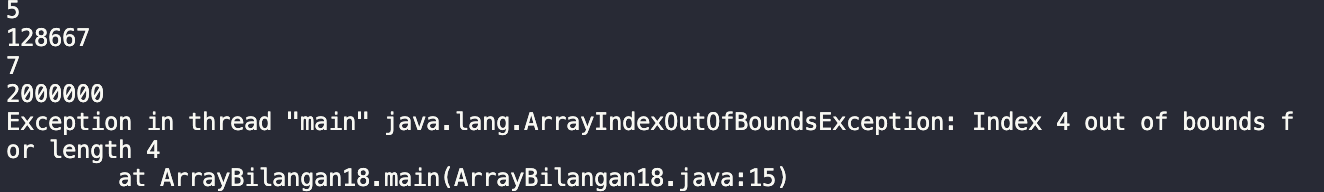 5
128667
7
2000000
Exception in thread "main" java.lang.ArrayIndexOutOfBoundsException: Index 4 out of bounds f
or length 4
        at ArrayBilangan18.main(ArrayBilangan18.java:15)